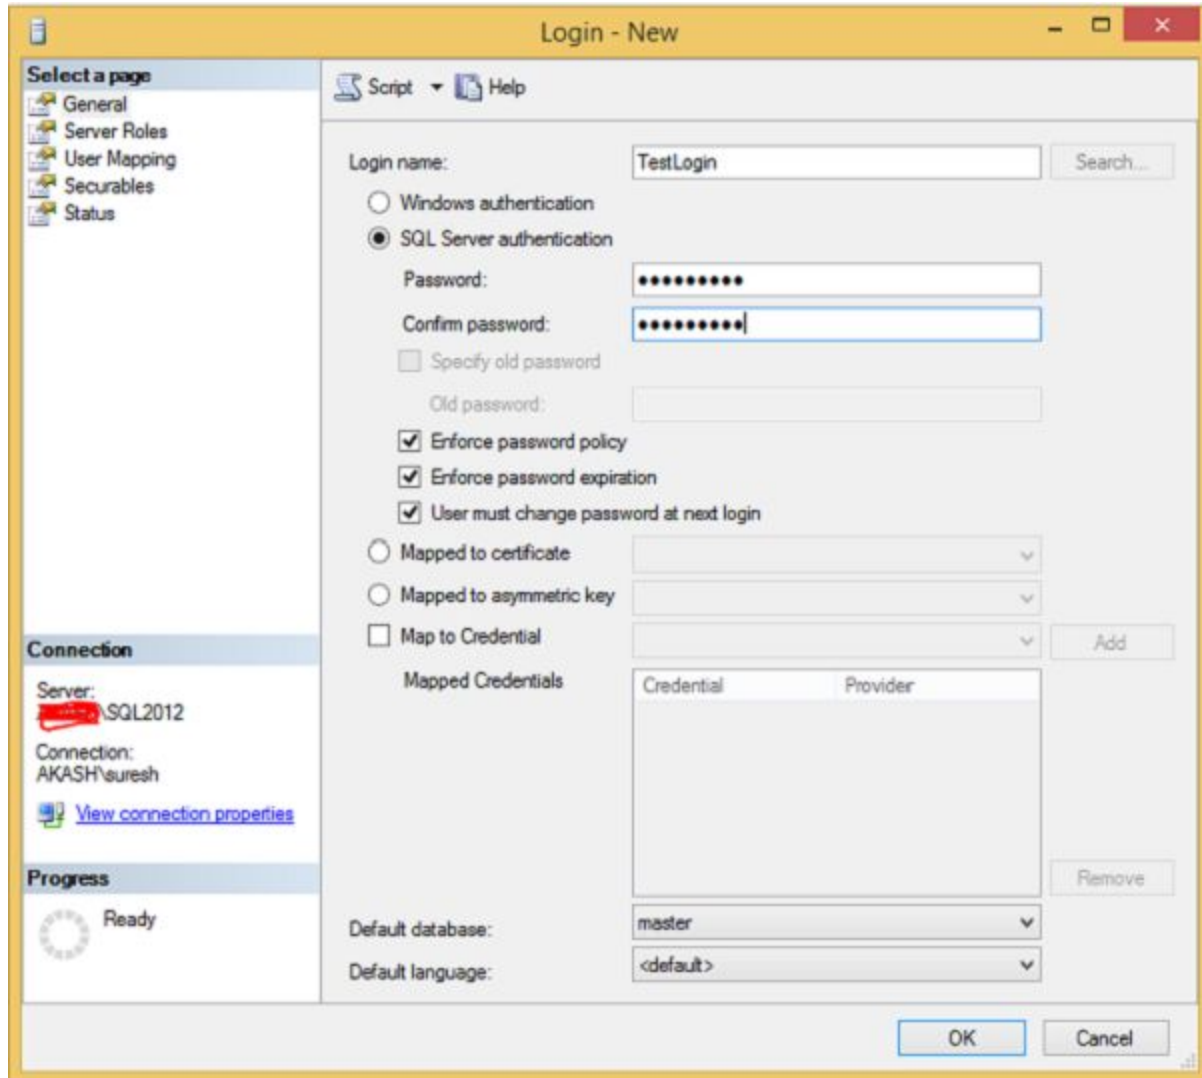 Login - New
Select a page
General
Server Roles
User Mapping
Securables
Status
Script Help
Login name: TestLogin Search...
Windows authentication
SQL Server authentication
Password: •••••••••
Confirm password: •••••••••
Specify old password
Old password:
Enforce password policy
Enforce password expiration
User must change password at next login
Mapped to certificate
Mapped to asymmetric key
Map to Credential Add
Mapped Credentials Credential Provider
Remove
Default database: master
Default language: <default>
Connection
Server:
\SQL2012
Connection:
AKASH\suresh
View connection properties
Progress
Ready
OK Cancel